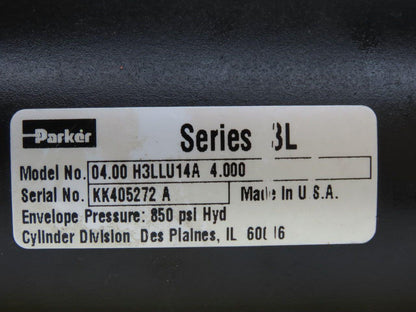 Parker
Series 3L
Model No. 04.00 H3LLU14A 4.000
Serial No. KK405272 A Made In U.S.A.
Envelope Pressure: 850 psi Hyd
Cylinder Division Des Plaines, IL